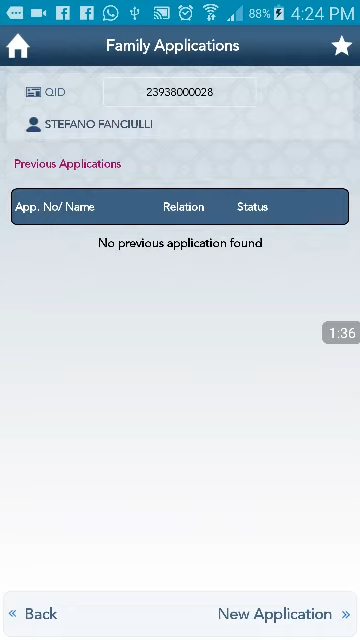 88% 4:24 PM
Family Applications
QID 23938000028
STEFANO FANCIULLI
Previous Applications
App. No/ Name Relation Status
No previous application found
1:36
« Back New Application »